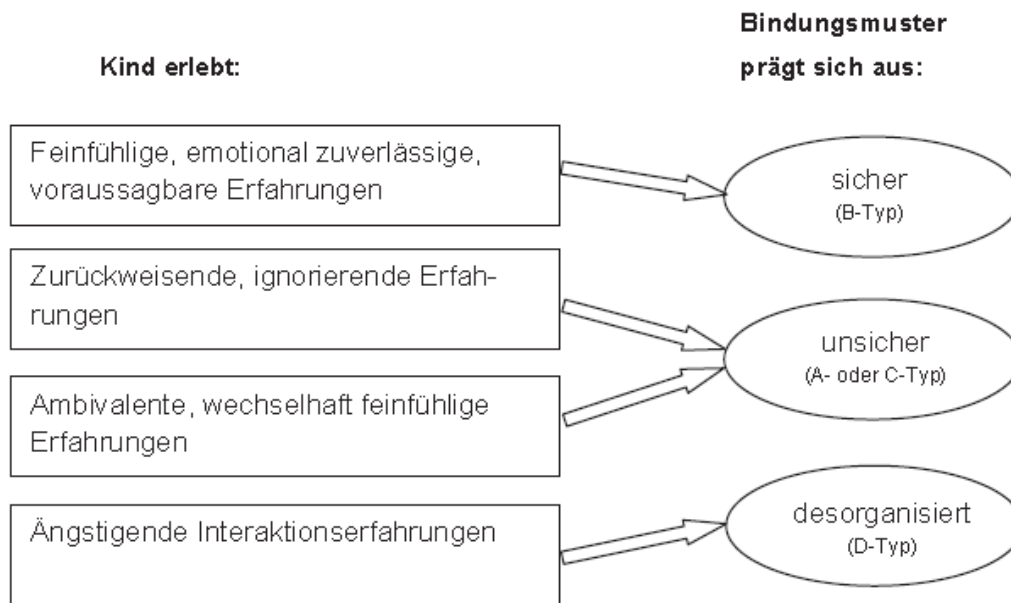 Kind erlebt:
Bindungsmuster
prägt sich aus:
Feinfühlige, emotional zuverlässige,
voraussagbare Erfahrungen
sicher
(B-Typ)
Zurückweisende, ignorierende Erfah-
rungen
unsicher
(A- oder C-Typ)
Ambivalente, wechselhaft feinfühlige
Erfahrungen
Ängstigende Interaktionserfahrungen
desorganisiert
(D-Typ)